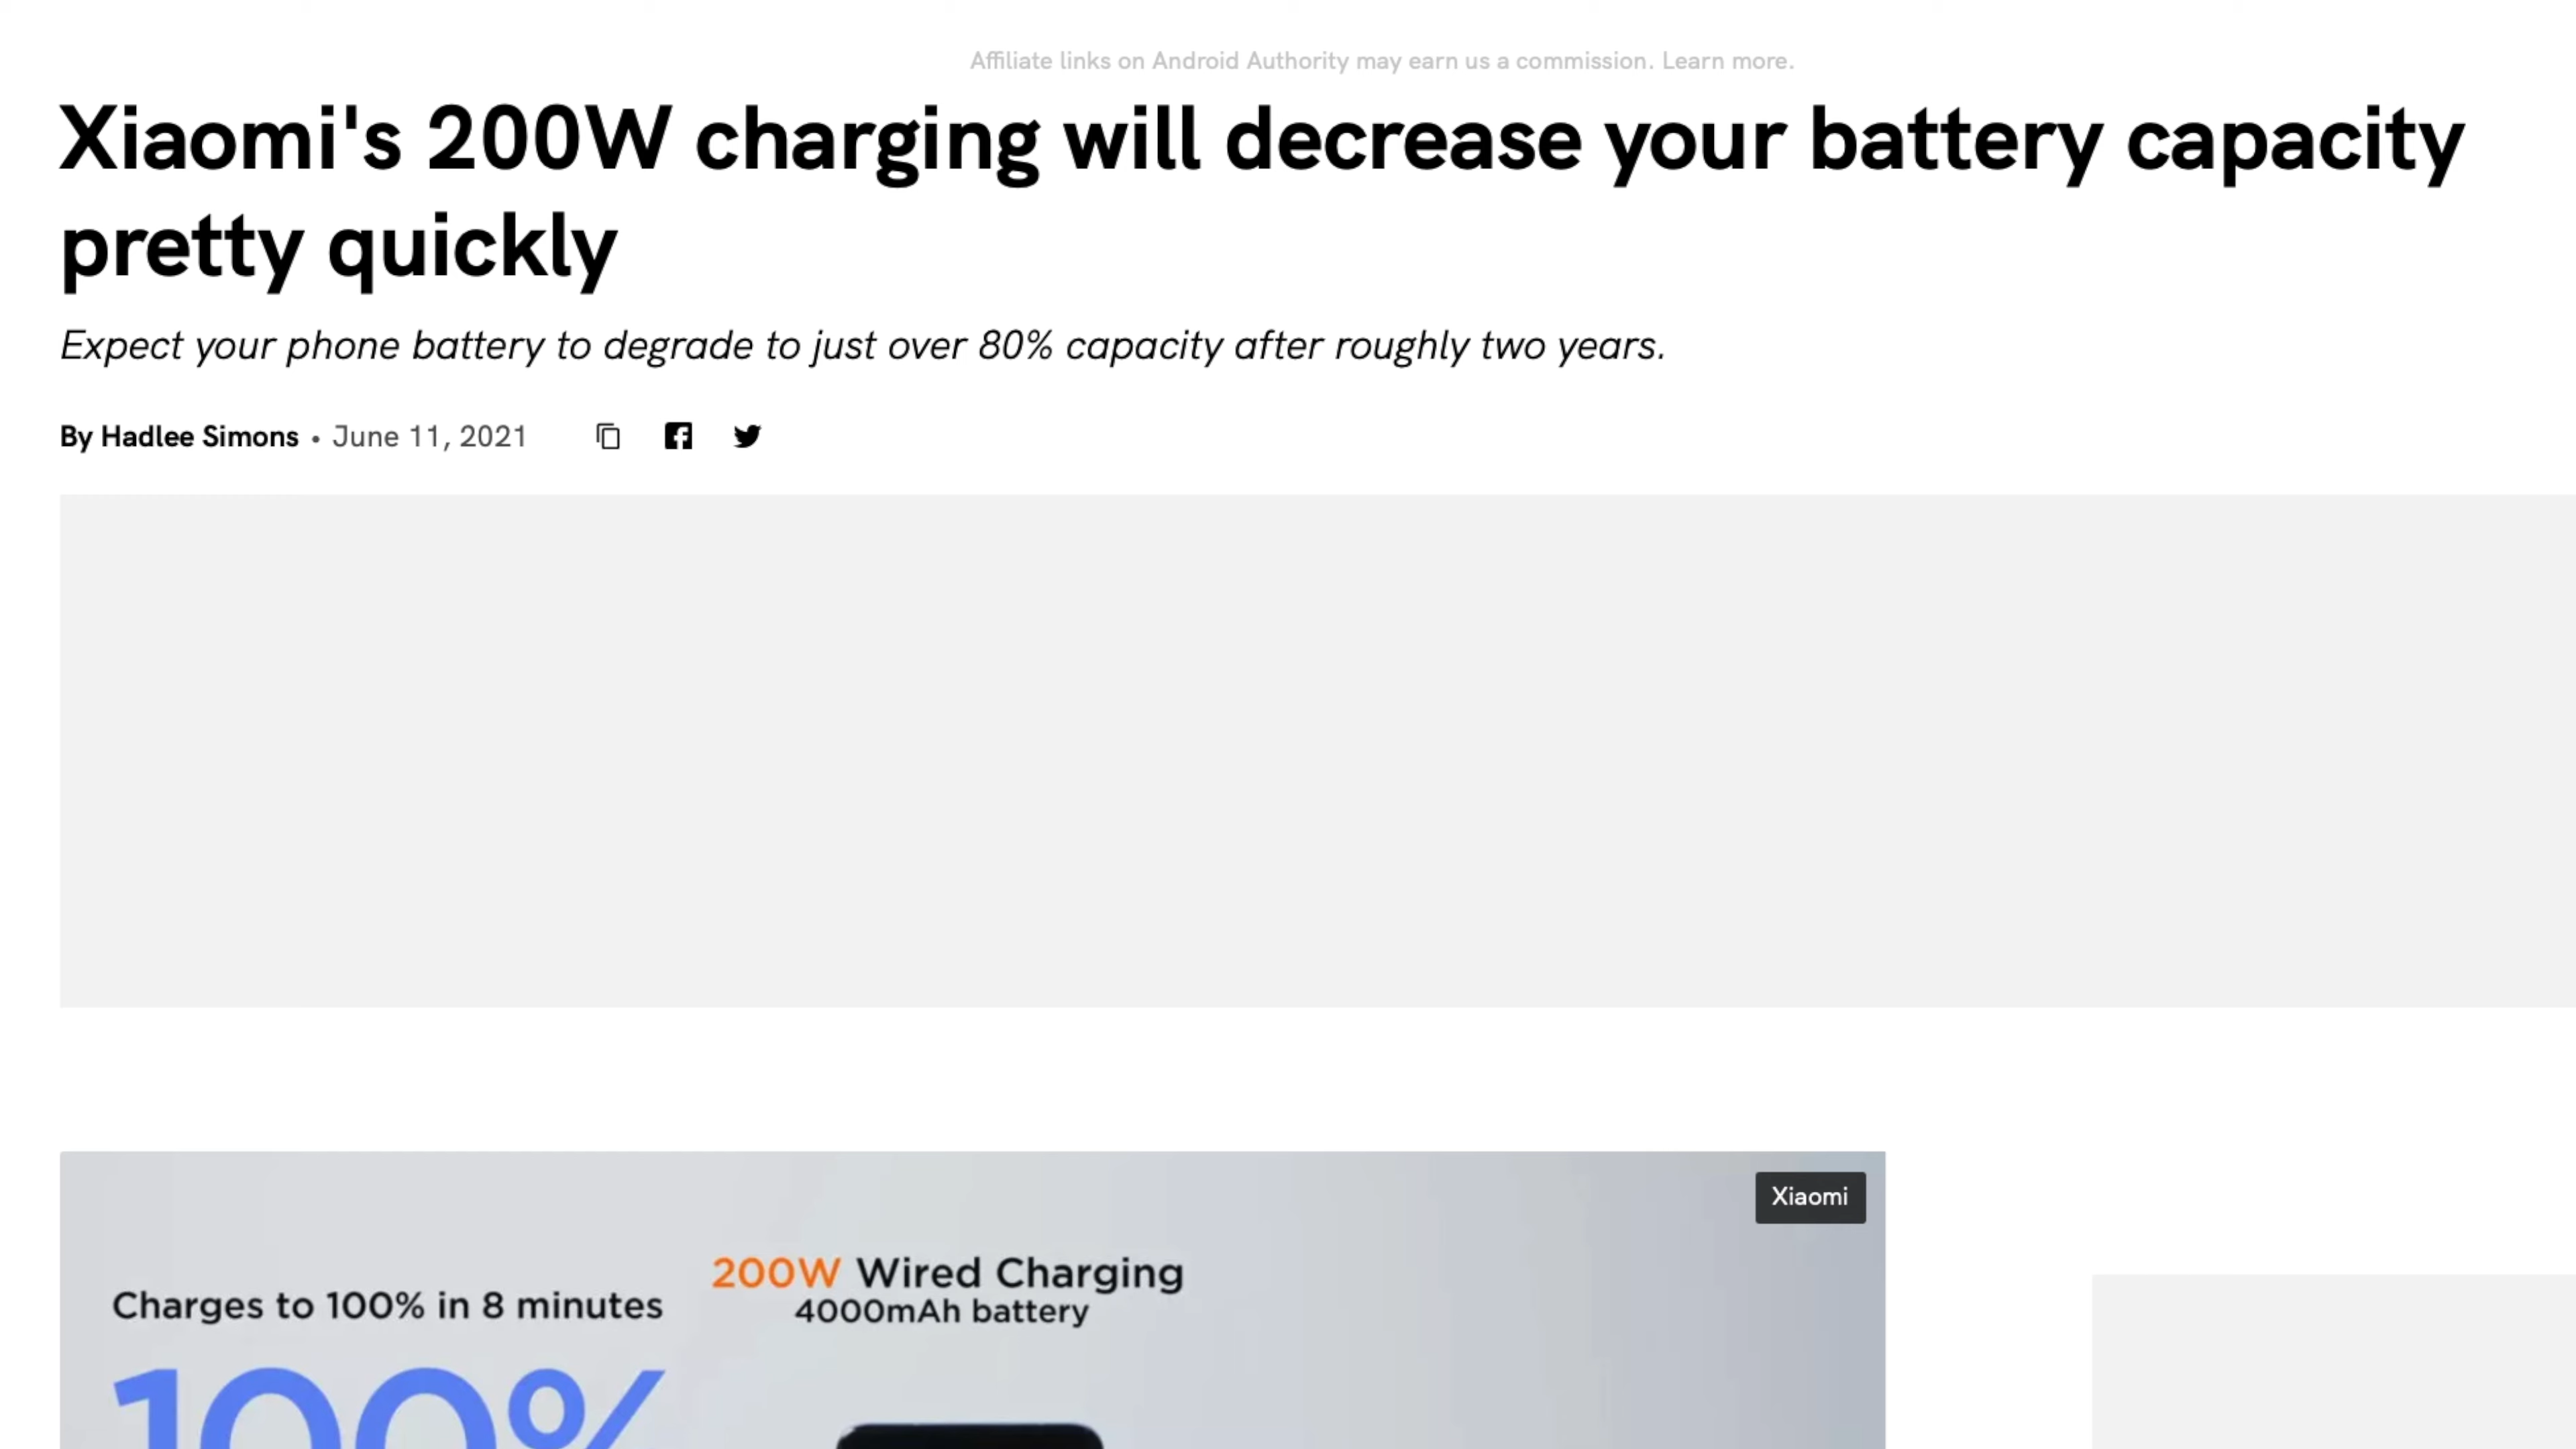 Affiliate links on Android Authority may earn us a commission. Learn more.
Xiaomi's 200W charging will decrease your battery capacity
pretty quickly
Expect your phone battery to degrade to just over 80% capacity after roughly two years.
By Hadlee Simons • June 11, 2021
Xiaomi
200W Wired Charging
4000mAh battery
Charges to 100% in 8 minutes
100%